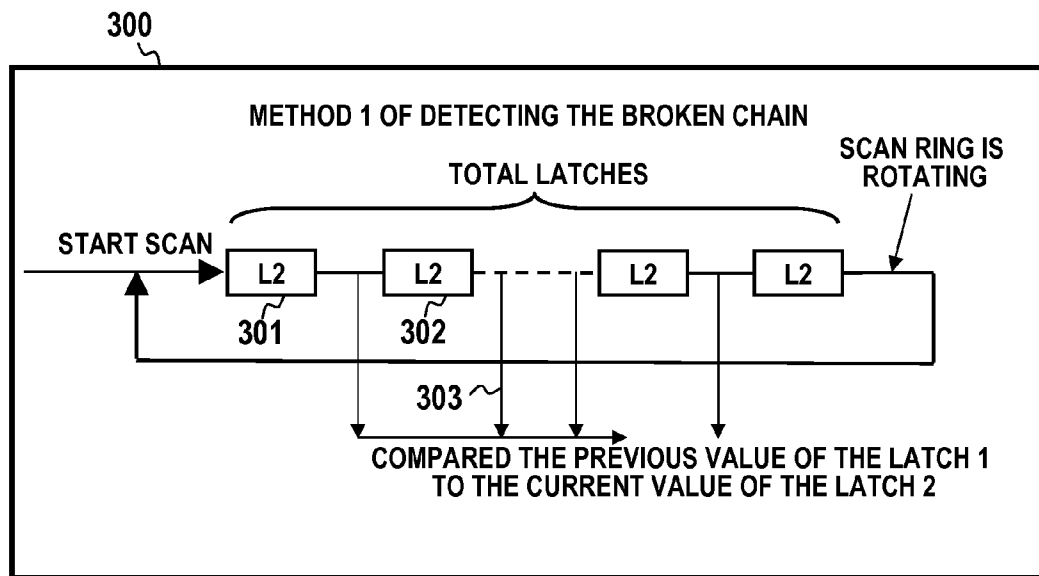 300
METHOD 1 OF DETECTING THE BROKEN CHAIN
SCAN RING IS
ROTATING
TOTAL LATCHES
START SCAN
L2
L2
L2
L2
301
302
303
COMPARED THE PREVIOUS VALUE OF THE LATCH 1
TO THE CURRENT VALUE OF THE LATCH 2